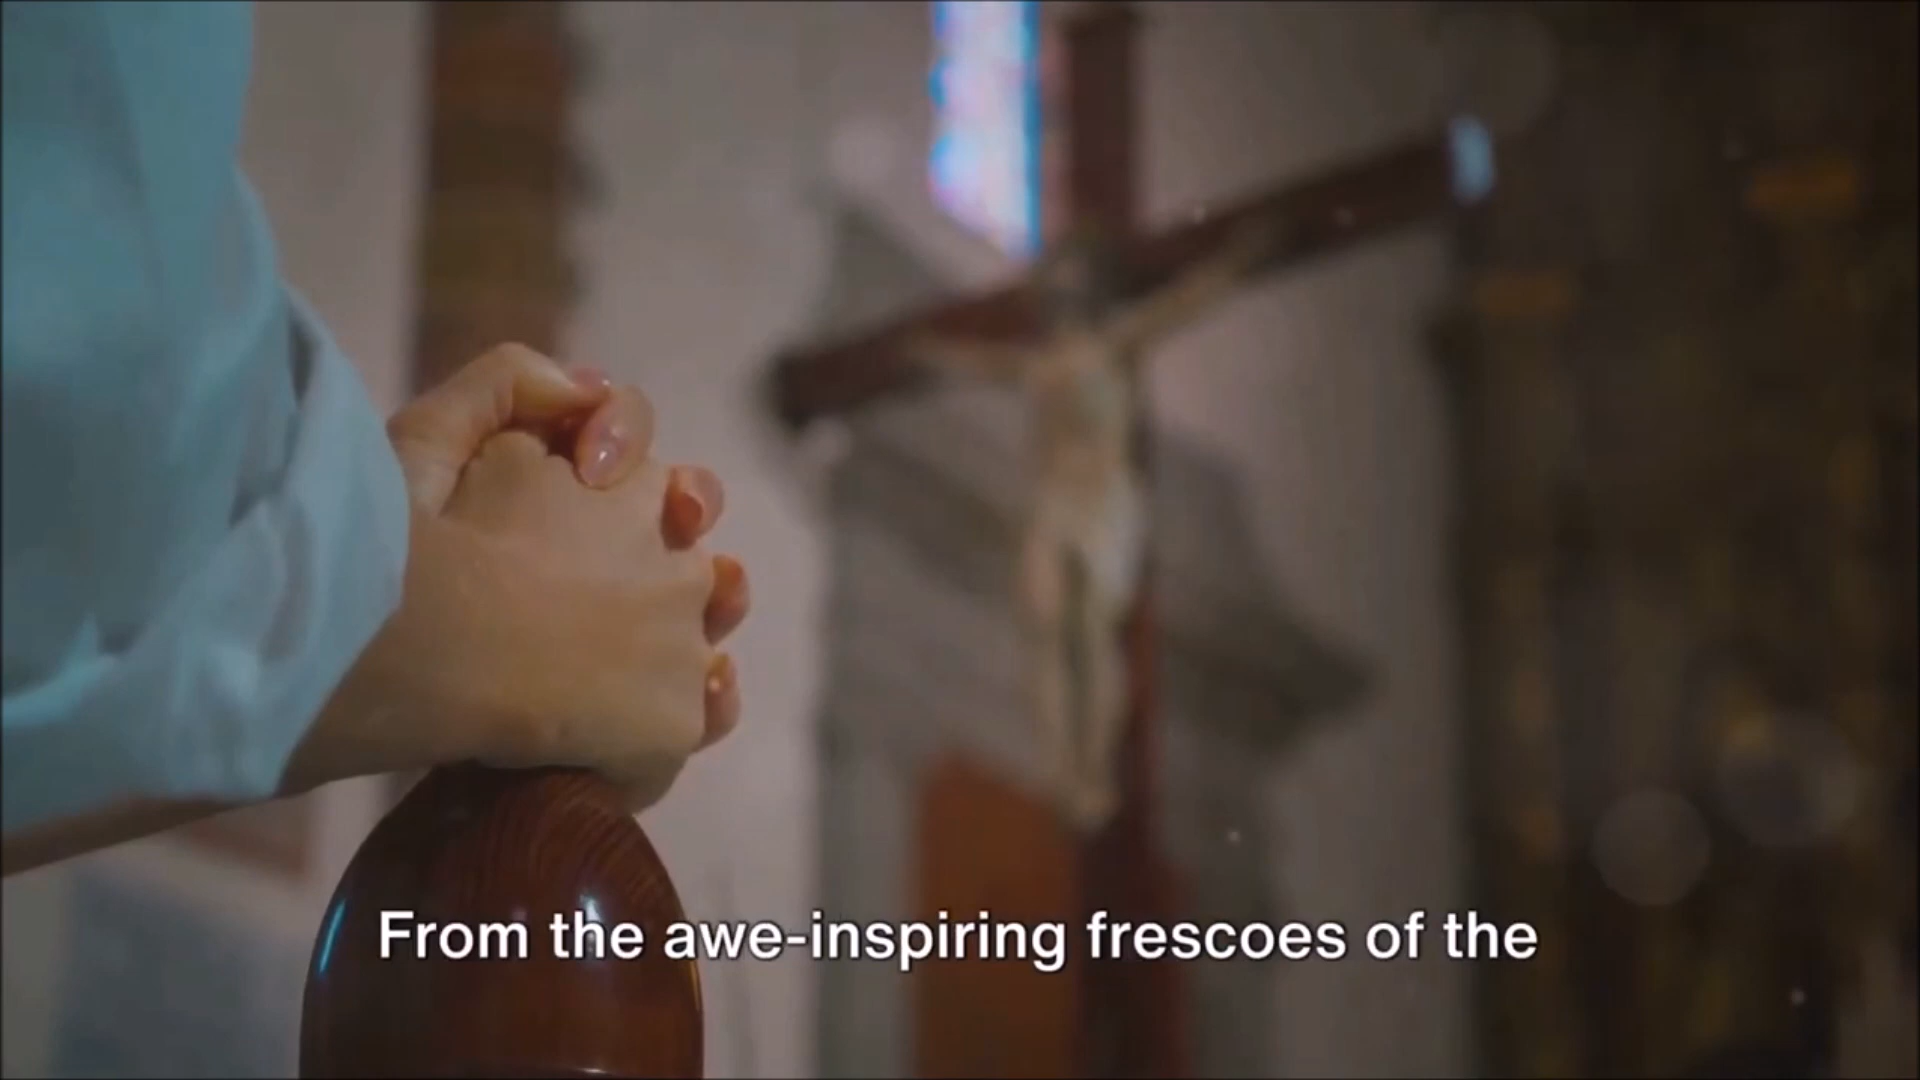 From the awe-inspiring frescoes of the